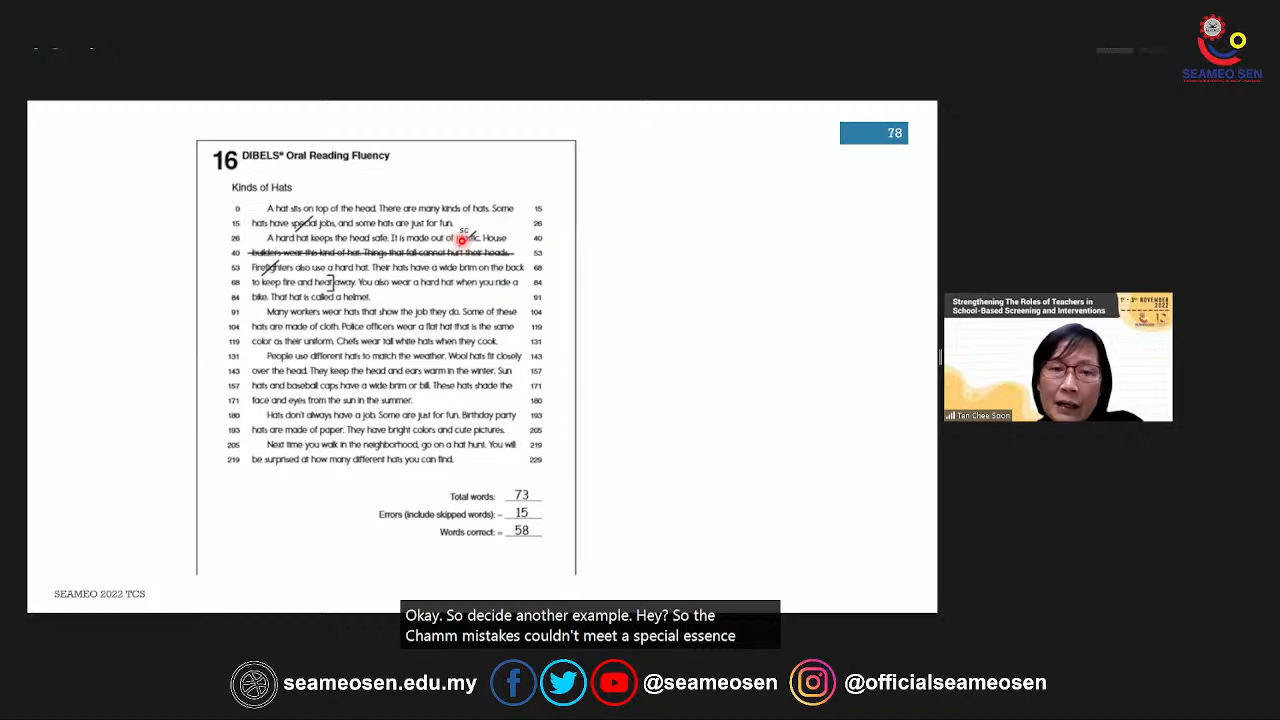 SEAMEO SEN
78
16 DIBELS® Oral Reading Fluency
Kinds of Hats
0 A hat sits on top of the head. There are many kinds of hats. Some 15
15 hats have special jobs, and some hats are just for fun. 26
sc
26 A hard hat keeps the head safe. It is made out of House 40
40 builders wear this kind of hat. Things that fall cannot hurt their heads. 53
53 Firefighters also use a hard hat. Their hats have a wide brim on the back 68
68 to keep fire and heat] away. You also wear a hard hat when you ride a 84
84 bike. That hat is called a helmet. 91
91 Many workers wear hats that show the job they do. Some of these 104
104 hats are made of cloth. Police officers wear a flat hat that is the same 119
119 color as their uniform. Chefs wear tall white hats when they cook. 131
131 People use different hats to match the weather. Wool hats fit closely 143
143 over the head. They keep the head and ears warm in the winter. Sun 157
157 hats and baseball caps have a wide brim or bill. These hats shade the 171
171 face and eyes from the sun in the summer. 180
180 Hats don't always have a job. Some are just for fun. Birthday party 193
193 hats are made of paper. They have bright colors and cute pictures. 205
205 Next time you walk in the neighborhood, go on a hat hunt. You will 219
219 be surprised at how many different hats you can find. 229
Total words: 73
Errors (include skipped words): – 15
Words correct: = 58
SEAMEO 2022 TCS
Strengthening The Roles of Teachers in
School-Based Screening and Interventions
1st - 3rd NOVEMBER
2022
Tan Chee Soon
Okay. So decide another example. Hey? So the
Chamm mistakes couldn't meet a special essence
seameosen.edu.my @seameosen @officialseameosen